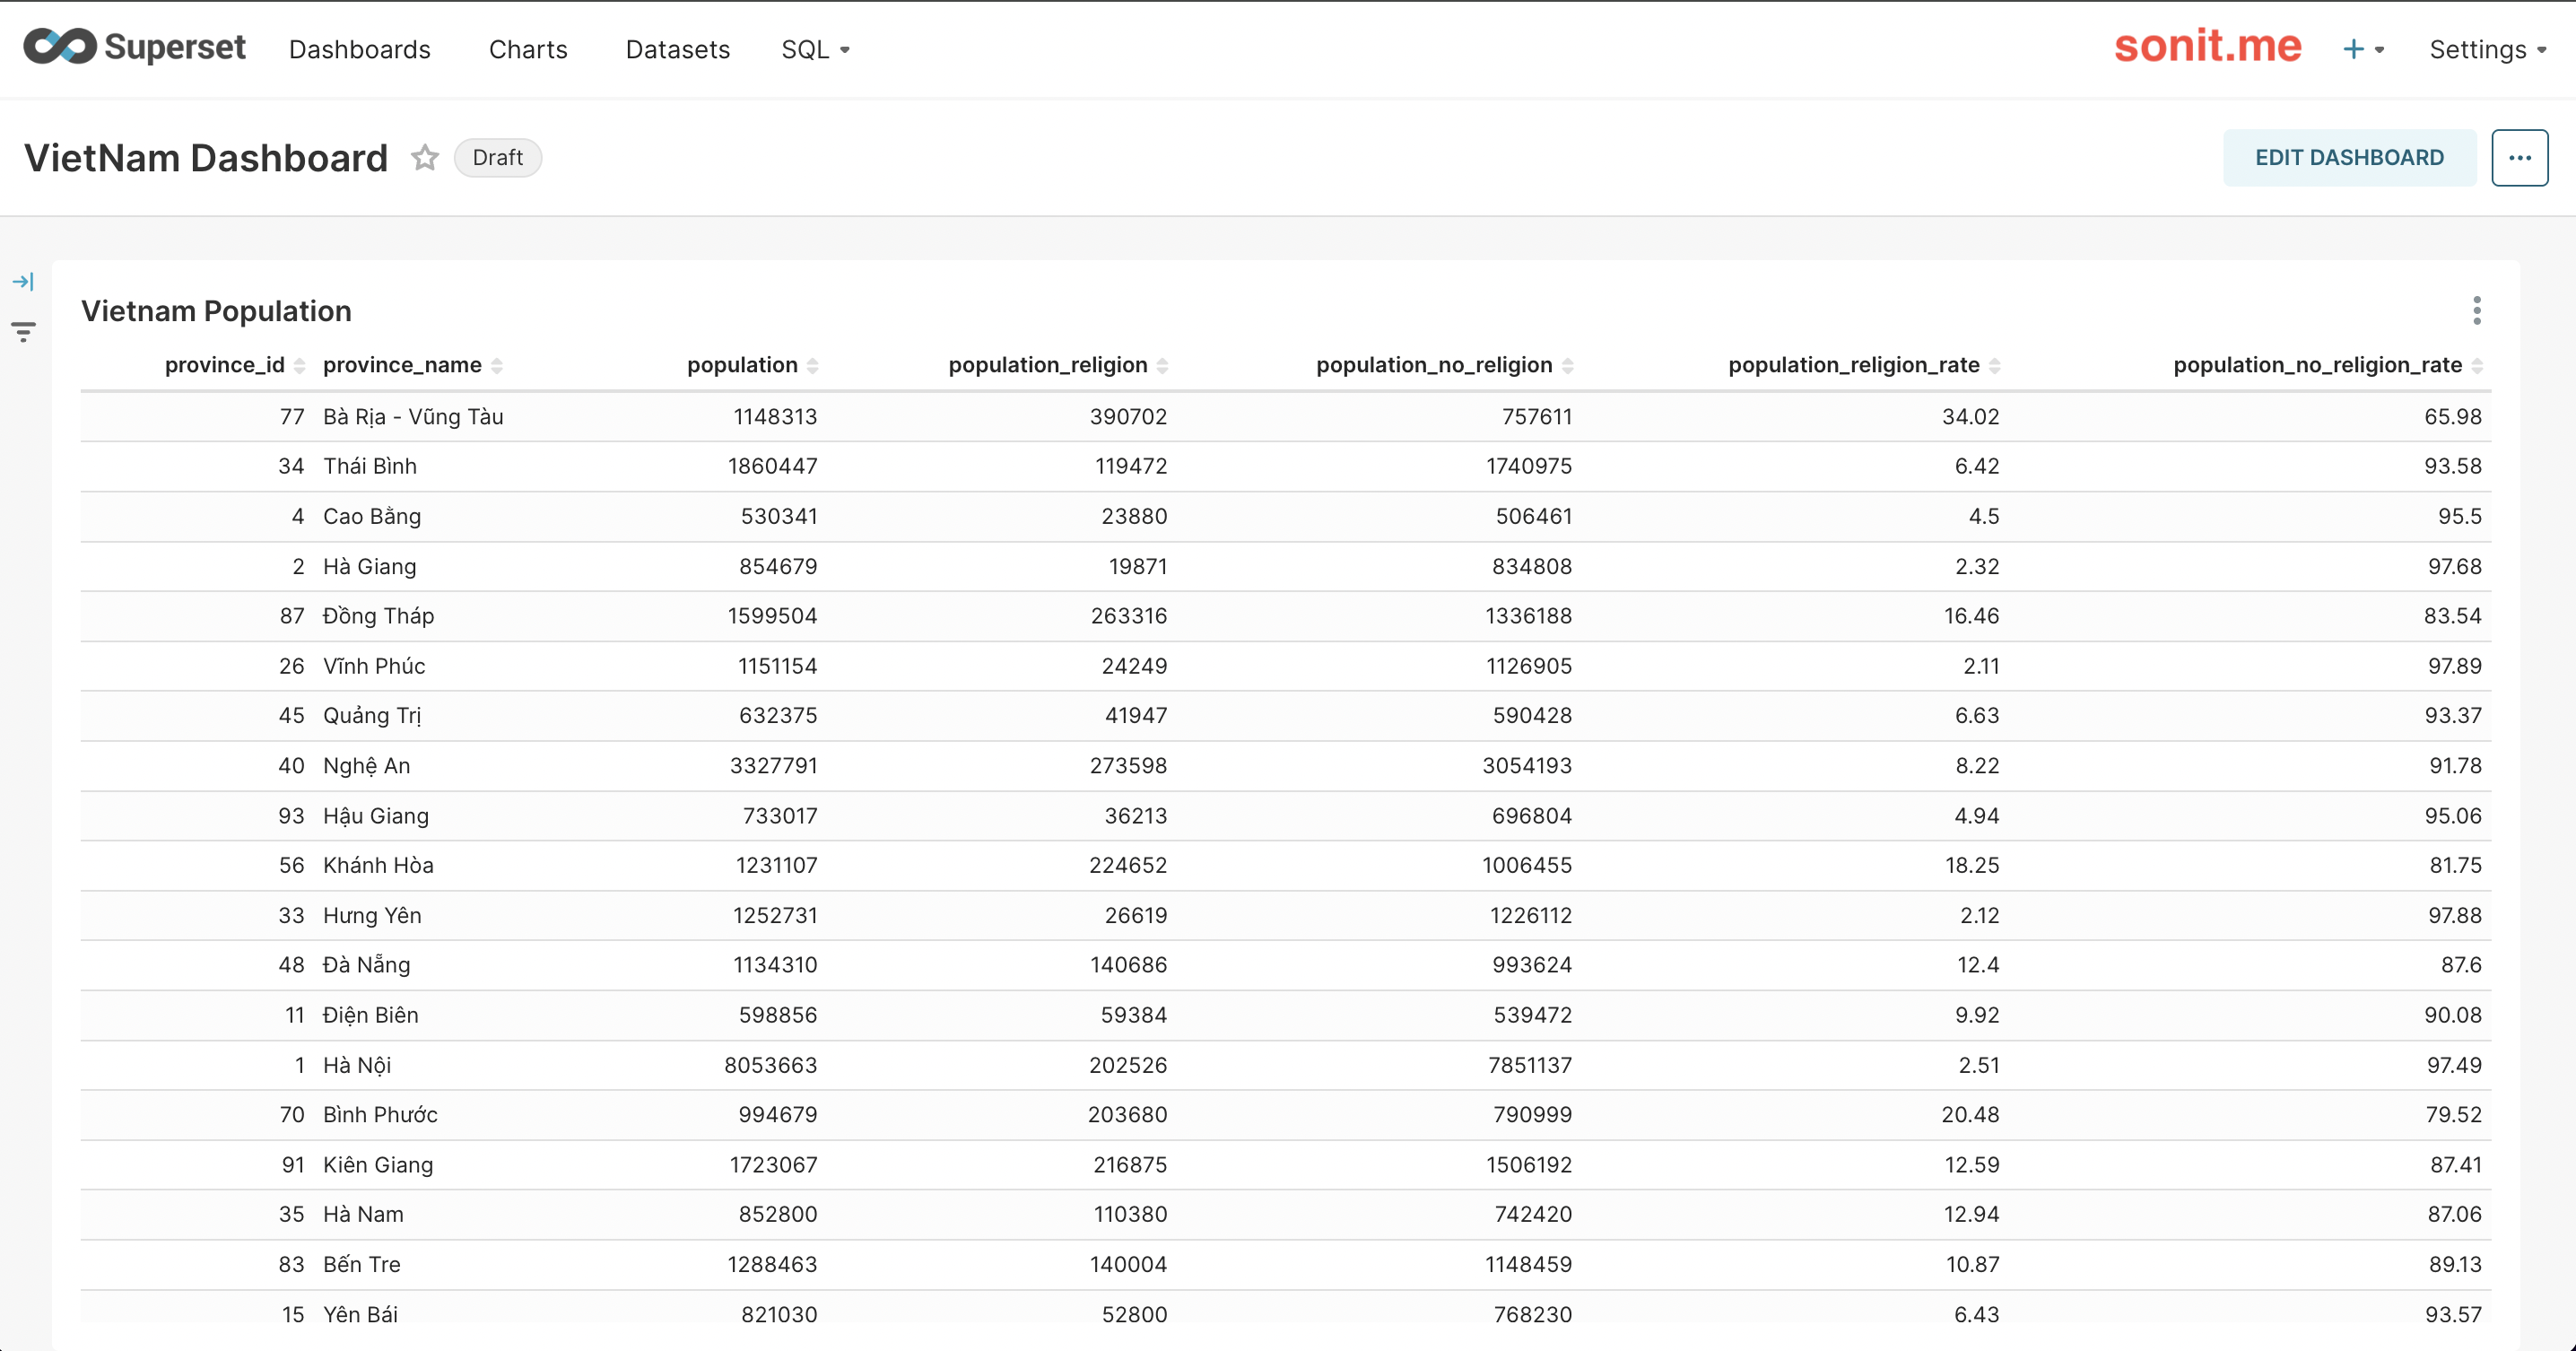 Superset Dashboards Charts Datasets SQL sonit.me + Settings
VietNam Dashboard Draft EDIT DASHBOARD ...
Vietnam Population
province_id province_name population population_religion population_no_religion population_religion_rate population_no_religion_rate
77 Bà Rịa - Vũng Tàu 1148313 390702 757611 34.02 65.98
34 Thái Bình 1860447 119472 1740975 6.42 93.58
4 Cao Bằng 530341 23880 506461 4.5 95.5
2 Hà Giang 854679 19871 834808 2.32 97.68
87 Đồng Tháp 1599504 263316 1336188 16.46 83.54
26 Vĩnh Phúc 1151154 24249 1126905 2.11 97.89
45 Quảng Trị 632375 41947 590428 6.63 93.37
40 Nghệ An 3327791 273598 3054193 8.22 91.78
93 Hậu Giang 733017 36213 696804 4.94 95.06
56 Khánh Hòa 1231107 224652 1006455 18.25 81.75
33 Hưng Yên 1252731 26619 1226112 2.12 97.88
48 Đà Nẵng 1134310 140686 993624 12.4 87.6
11 Điện Biên 598856 59384 539472 9.92 90.08
1 Hà Nội 8053663 202526 7851137 2.51 97.49
70 Bình Phước 994679 203680 790999 20.48 79.52
91 Kiên Giang 1723067 216875 1506192 12.59 87.41
35 Hà Nam 852800 110380 742420 12.94 87.06
83 Bến Tre 1288463 140004 1148459 10.87 89.13
15 Yên Bái 821030 52800 768230 6.43 93.57